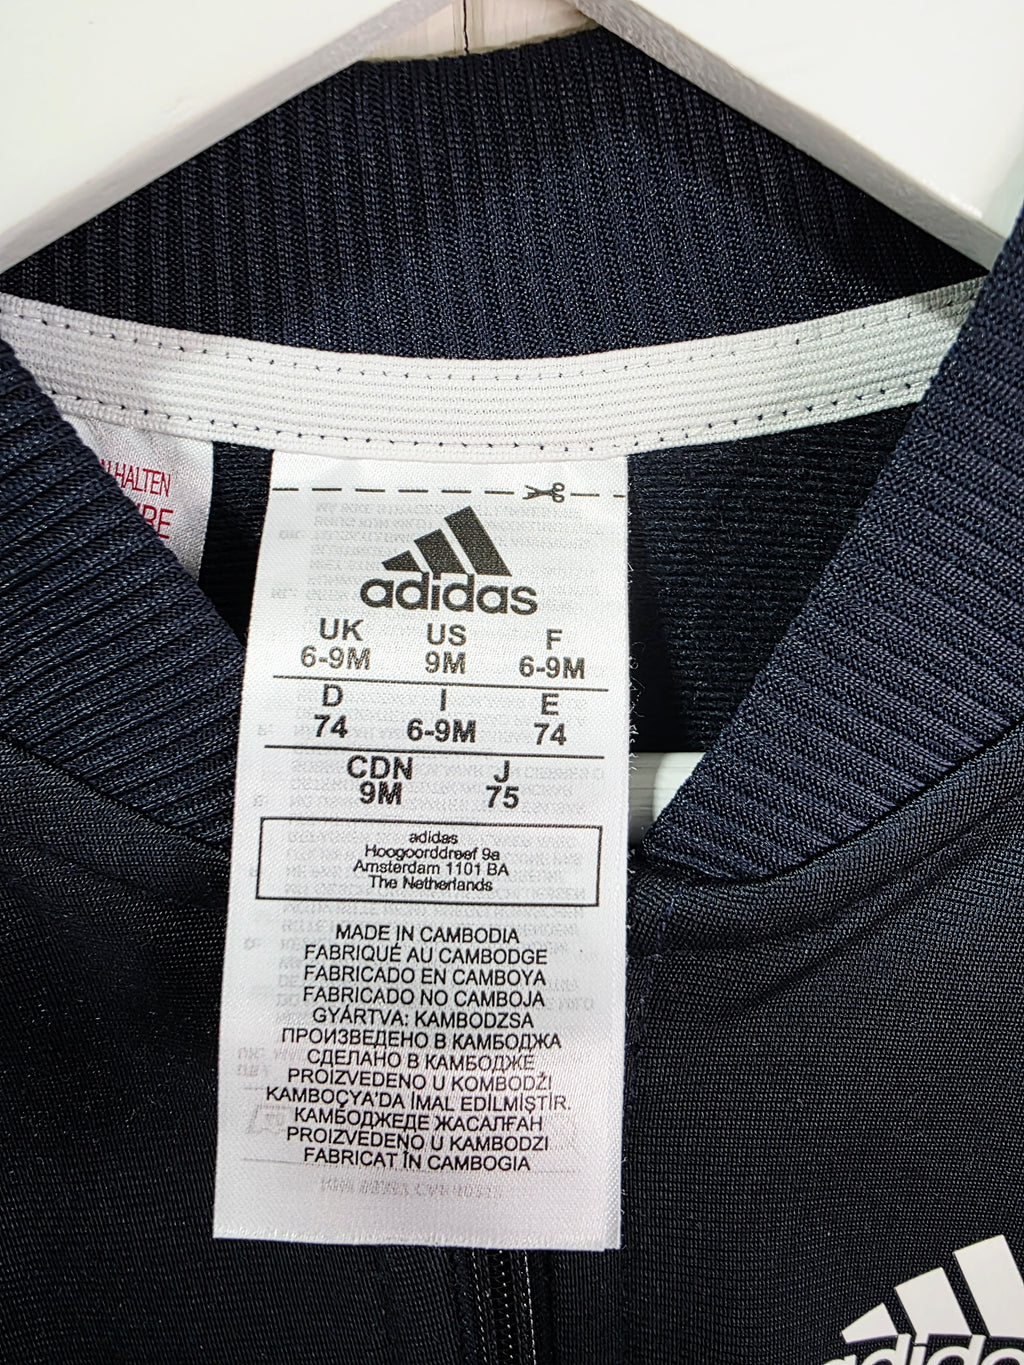 HALTEN
adidas
UK US F
6-9M 9M 6-9M
D I E
74 6-9M 74
CDN J
9M 75
adidas
Hoogoorddreef 9a
Amsterdam 1101 BA
The Netherlands
MADE IN CAMBODIA
FABRIQUÉ AU CAMBODGE
FABRICADO EN CAMBOYA
FABRICADO NO CAMBOJA
GYÁRTVA: KAMBODZSA
ПРОИЗВЕДЕНО В КАМБОДЖА
СДЕЛАНО В КАМБОДЖЕ
PROIZVEDENO U KOMBODŽI
KAMBOÇYA'DA İMAL EDİLMİŞTİR.
КАМБОДЖЕДЕ ЖАСАЛҒАН
PROIZVEDENO U KAMBODZI
FABRICAT ÎN CAMBOGIA
adidas